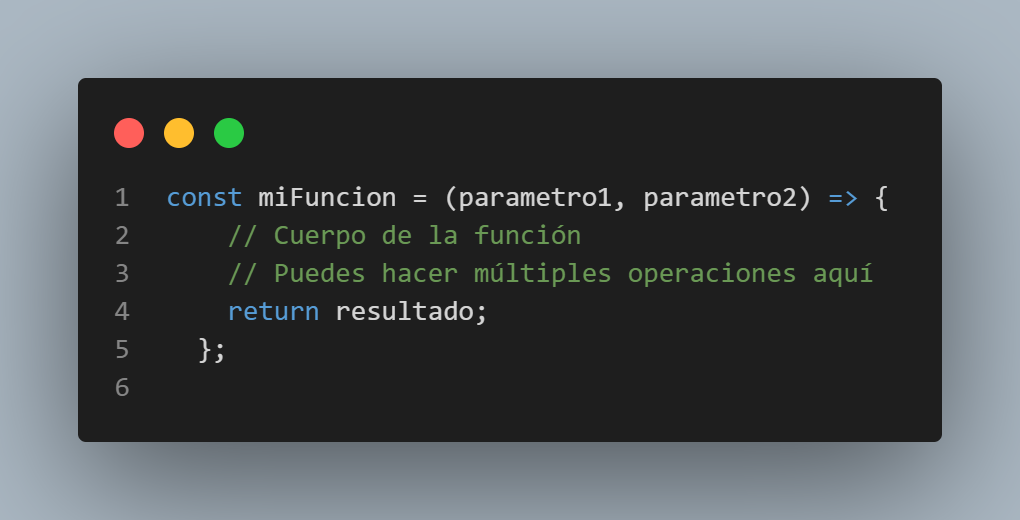 1 const miFuncion = (parametro1, parametro2) => {
2 // Cuerpo de la función
3 // Puedes hacer múltiples operaciones aquí
4 return resultado;
5 };
6